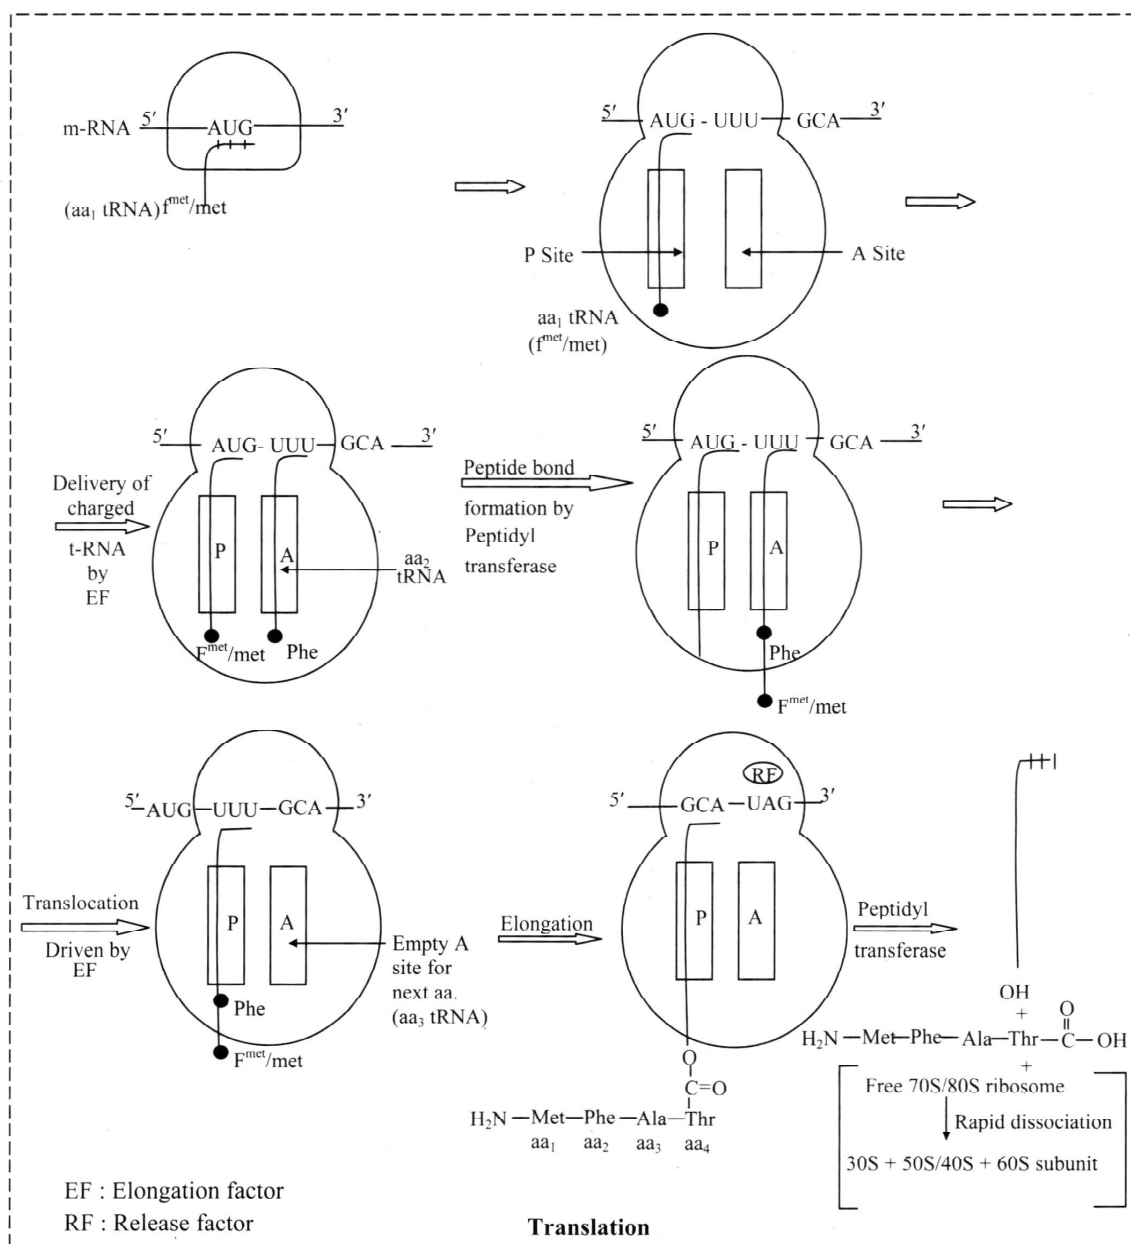 m-RNA 5′ AUG 3′
(aa₁ tRNA) fᵐᵉᵗ/met
5′ AUG - UUU GCA 3′
P Site
A Site
aa₁ tRNA
(fᵐᵉᵗ/met)
5′ AUG- UUU GCA 3′
Delivery of
charged
t-RNA
by
EF
P
A
aa₂
tRNA
Fᵐᵉᵗ/met
Phe
Peptide bond
formation by
Peptidyl
transferase
5′ AUG - UUU GCA 3′
P
A
Phe
Fᵐᵉᵗ/met
Translocation
Driven by
EF
5′ AUG UUU GCA 3′
P
A
Empty A
site for
next aa.
(aa₃ tRNA)
Phe
Fᵐᵉᵗ/met
Elongation
RF
5′ GCA UAG 3′
P
A
O
C=O
H₂N—Met—Phe—Ala—Thr
aa₁ aa₂ aa₃ aa₄
Peptidyl
transferase
OH
+
O
H₂N—Met—Phe—Ala—Thr—C—OH
+
Free 70S/80S ribosome
Rapid dissociation
30S + 50S/40S + 60S subunit
EF : Elongation factor
RF : Release factor
Translation